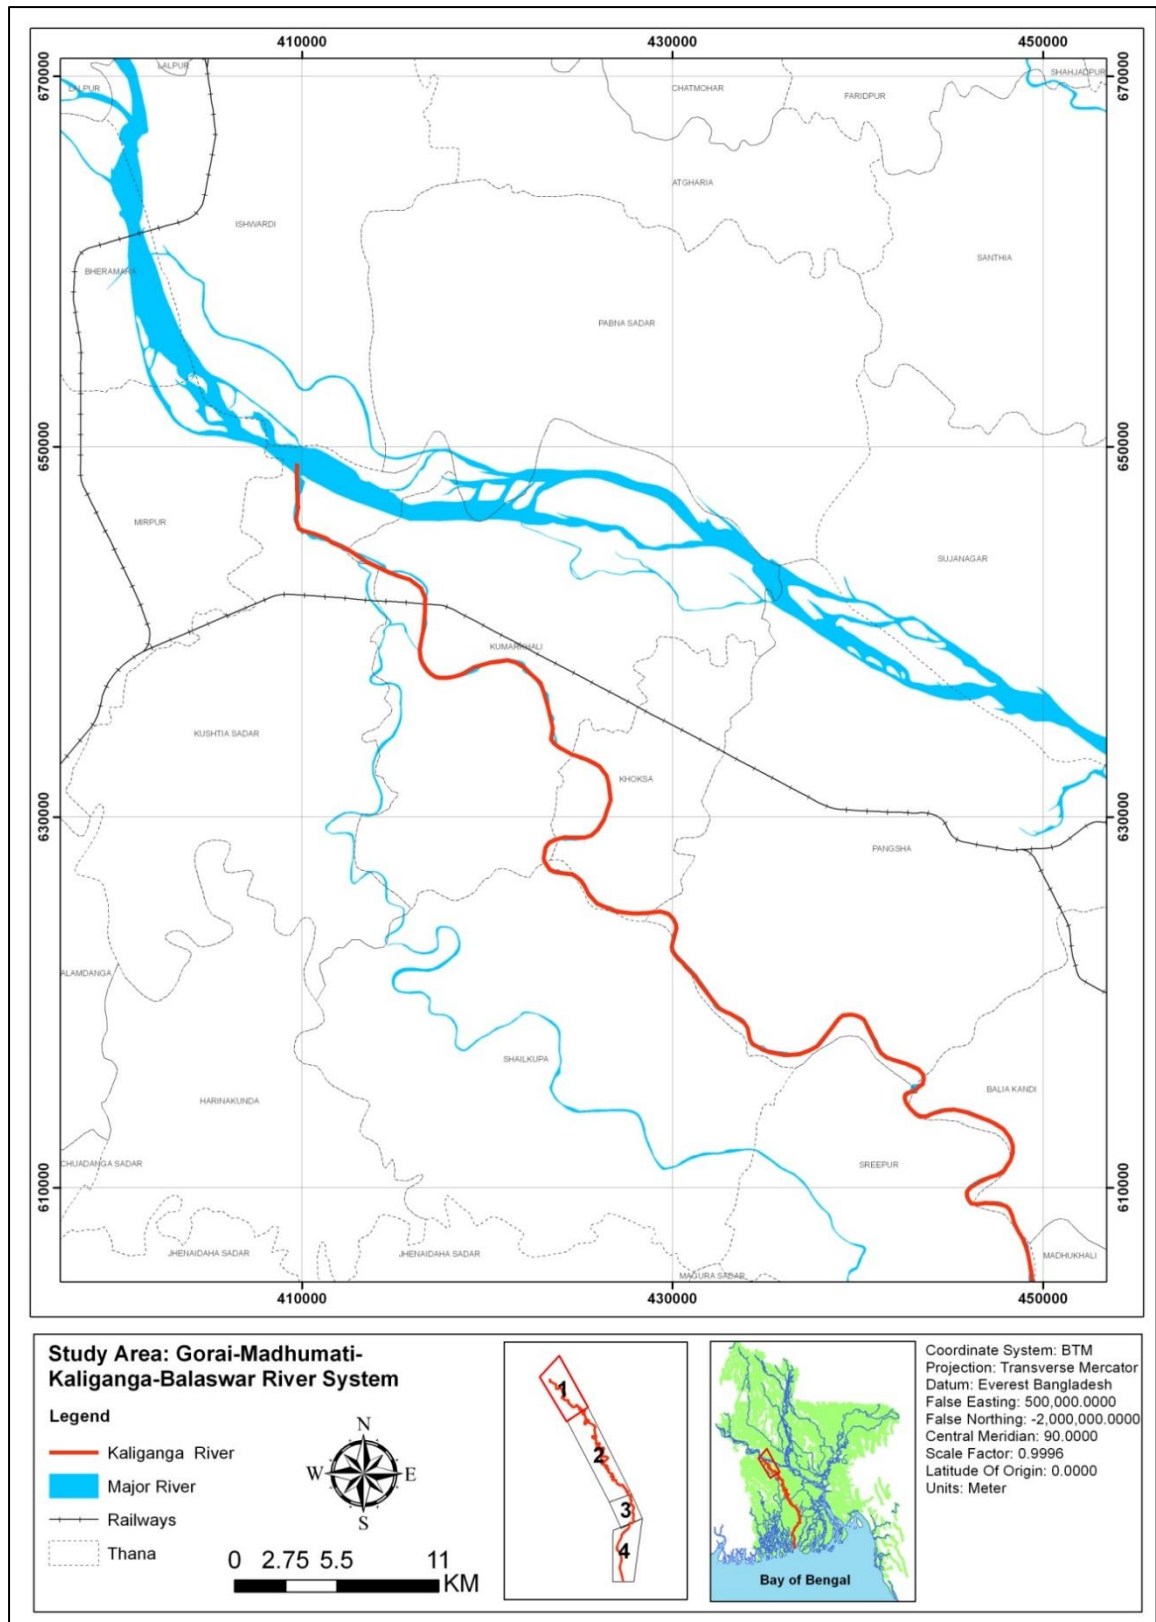 410000
430000
450000
670000
670000
LALPUR
LALPUR
CHATMOHAR
FARIDPUR
SHAHJADPUR
ATGHARIA
ISHWARDI
SANTHIA
BHERAMARA
PABNA SADAR
650000
650000
MIRPUR
SUJANAGAR
KUMARKHALI
KUSHTIA SADAR
KHOKSA
630000
630000
PANGSHA
ALAMDANGA
SHAILKUPA
HARINAKUNDA
BALIA KANDI
CHUADANGA SADAR
SREEPUR
610000
610000
JHENAIDAHA SADAR
JHENAIDAHA SADAR
MAGURA SADAR
MADHUKHALI
410000
430000
450000
Study Area: Gorai-Madhumati-
Kaliganga-Balaswar River System
Legend
Kaliganga River
Major River
Railways
Thana
N
W
E
S
0 2.75 5.5 11
KM
1
2
3
4
Bay of Bengal
Coordinate System: BTM
Projection: Transverse Mercator
Datum: Everest Bangladesh
False Easting: 500,000.0000
False Northing: -2,000,000.0000
Central Meridian: 90.0000
Scale Factor: 0.9996
Latitude Of Origin: 0.0000
Units: Meter